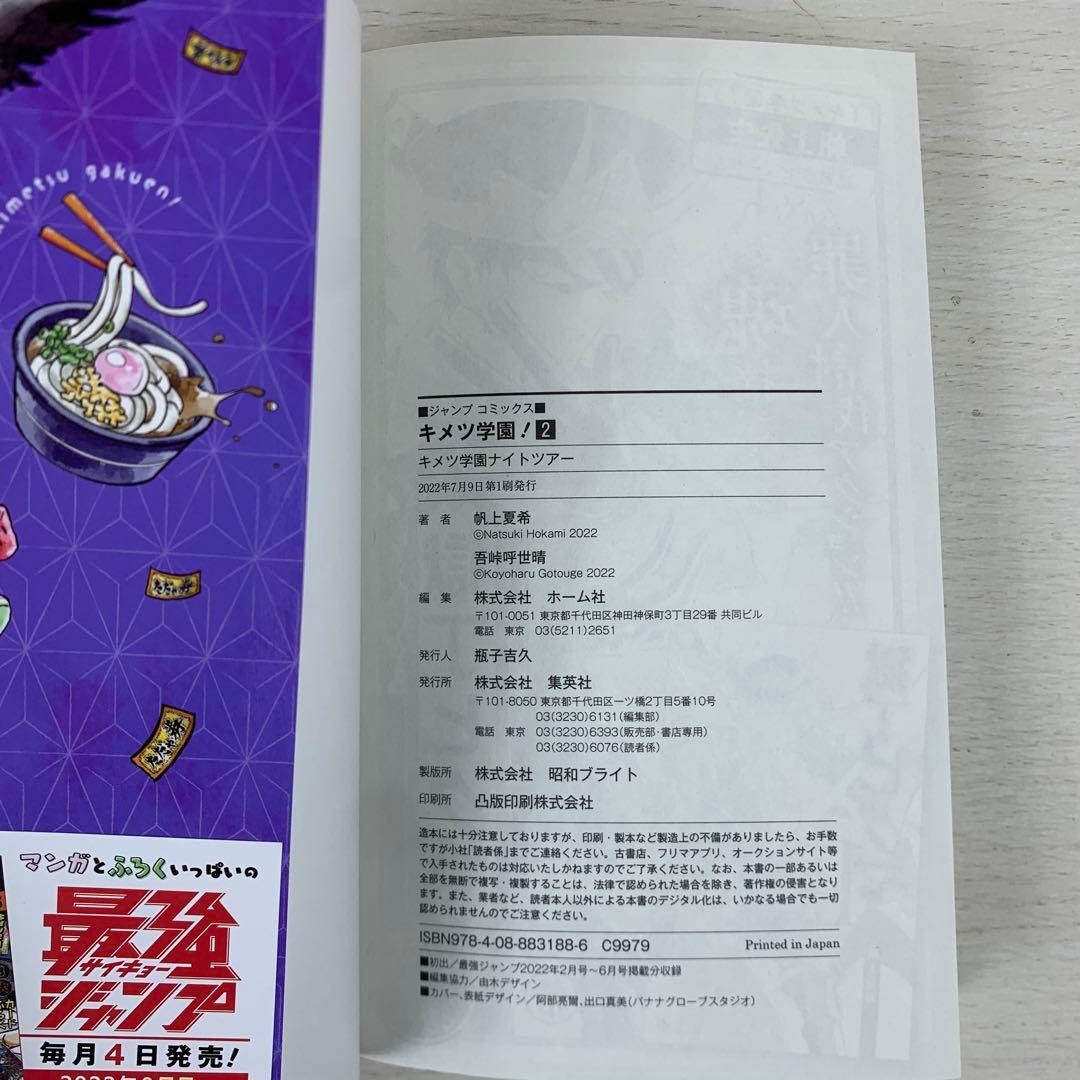 kimetsu gakuen!
マンガとふろくいっぱいの
最強
サイキョー
ジャンプ
毎月4日発売!
■ジャンプ コミックス■
キメツ学園!2
キメツ学園ナイトツアー
2022年7月9日第1刷発行
著 者 帆上夏希
©Natsuki Hokami 2022
吾峠呼世晴
©Koyoharu Gotouge 2022
編 集 株式会社 ホーム社
〒101-0051 東京都千代田区神田神保町3丁目29番 共同ビル
電話 東京 03(5211)2651
発行人 瓶子吉久
発行所 株式会社 集英社
〒101-8050 東京都千代田区一ツ橋2丁目5番10号
03(3230)6131(編集部)
電話 東京 03(3230)6393(販売部・書店専用)
03(3230)6076(読者係)
製版所 株式会社 昭和ブライト
印刷所 凸版印刷株式会社
造本には十分注意しておりますが、印刷・製本など製造上の不備がありましたら、お手数
ですが小社「読者係」までご連絡ください。古書店、フリマアプリ、オークションサイト等
で入手されたものは対応いたしかねますのでご了承ください。なお、本書の一部あるいは
全部を無断で複写・複製することは、法律で認められた場合を除き、著作権の侵害となり
ます。また、業者など、読者本人以外による本書のデジタル化は、いかなる場合でも一切
認められませんのでご注意ください。
ISBN978-4-08-883188-6 C9979 Printed in Japan
■初出/最強ジャンプ2022年2月号〜6月号掲載分収録
■編集協力/由木デザイン
■カバー、表紙デザイン/阿部亮爾、出口真美(バナナグローブスタジオ)